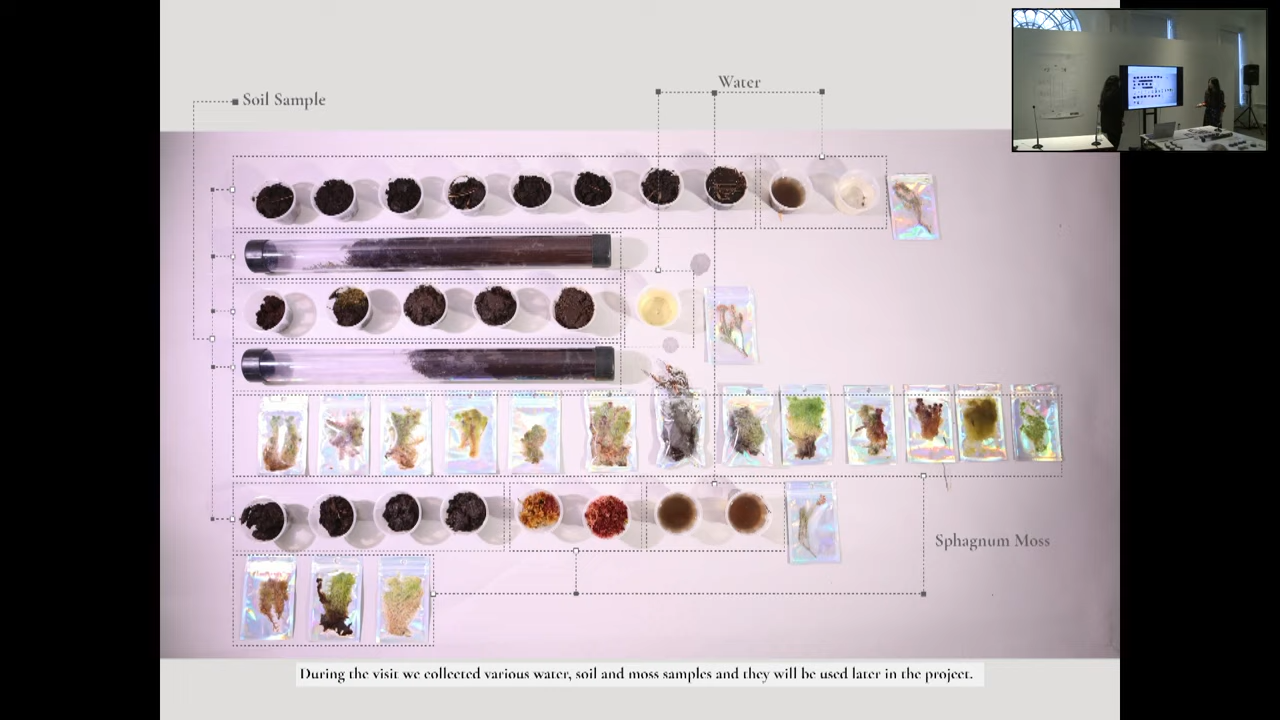 Water
Soil Sample
Sphagnum Moss
During the visit we collected various water, soil and moss samples and they will be used later in the project.